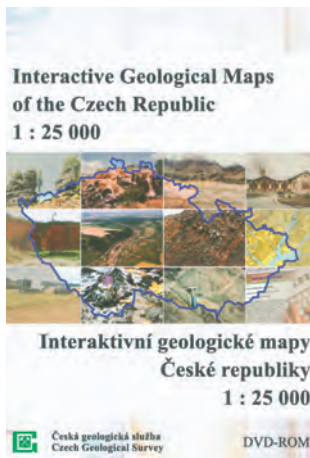 Interactive Geological Maps
of the Czech Republic
1 : 25 000
Interaktivní geologické mapy
České republiky
1 : 25 000
Česká geologická služba
Czech Geological Survey
DVD-ROM